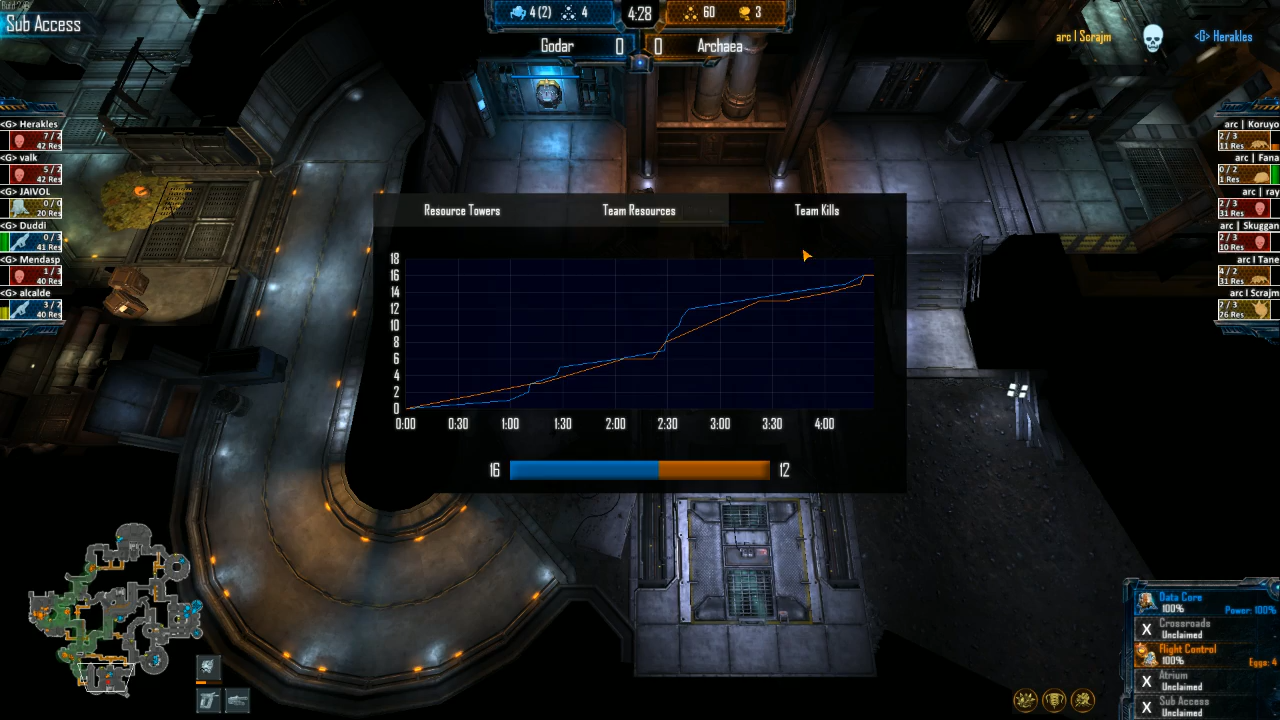 Sub Access
4(2) 4 4:28 60 3
Godar 0 0 Archaea
arc | Scrajm <G> Herakles
<G> Herakles
7 / 2
42 Res
<G> valk
5 / 2
42 Res
<G> JAIVOL
0 / 0
20 Res
<G> Duddi
0 / 3
41 Res
<G> Mendasp
1 / 3
40 Res
<G> alcalde
3 / 7
40 Res
arc | Koruyo
2 / 3
11 Res
arc | Fana
0 / 2
1 Res
arc | ray
2 / 3
31 Res
arc | Skuggan
2 / 3
10 Res
arc | Tane
4 / 2
31 Res
arc | Scrajm
2 / 3
26 Res
Resource Towers Team Resources Team Kills
18
16
14
12
10
8
6
4
2
0
0:00 0:30 1:00 1:30 2:00 2:30 3:00 3:30 4:00
16 12
Data Core
100% Power: 100%
X Crossroads
Unclaimed
Flight Control
100% Eggs: 4
X Atrium
Unclaimed
X Sub Access
Unclaimed